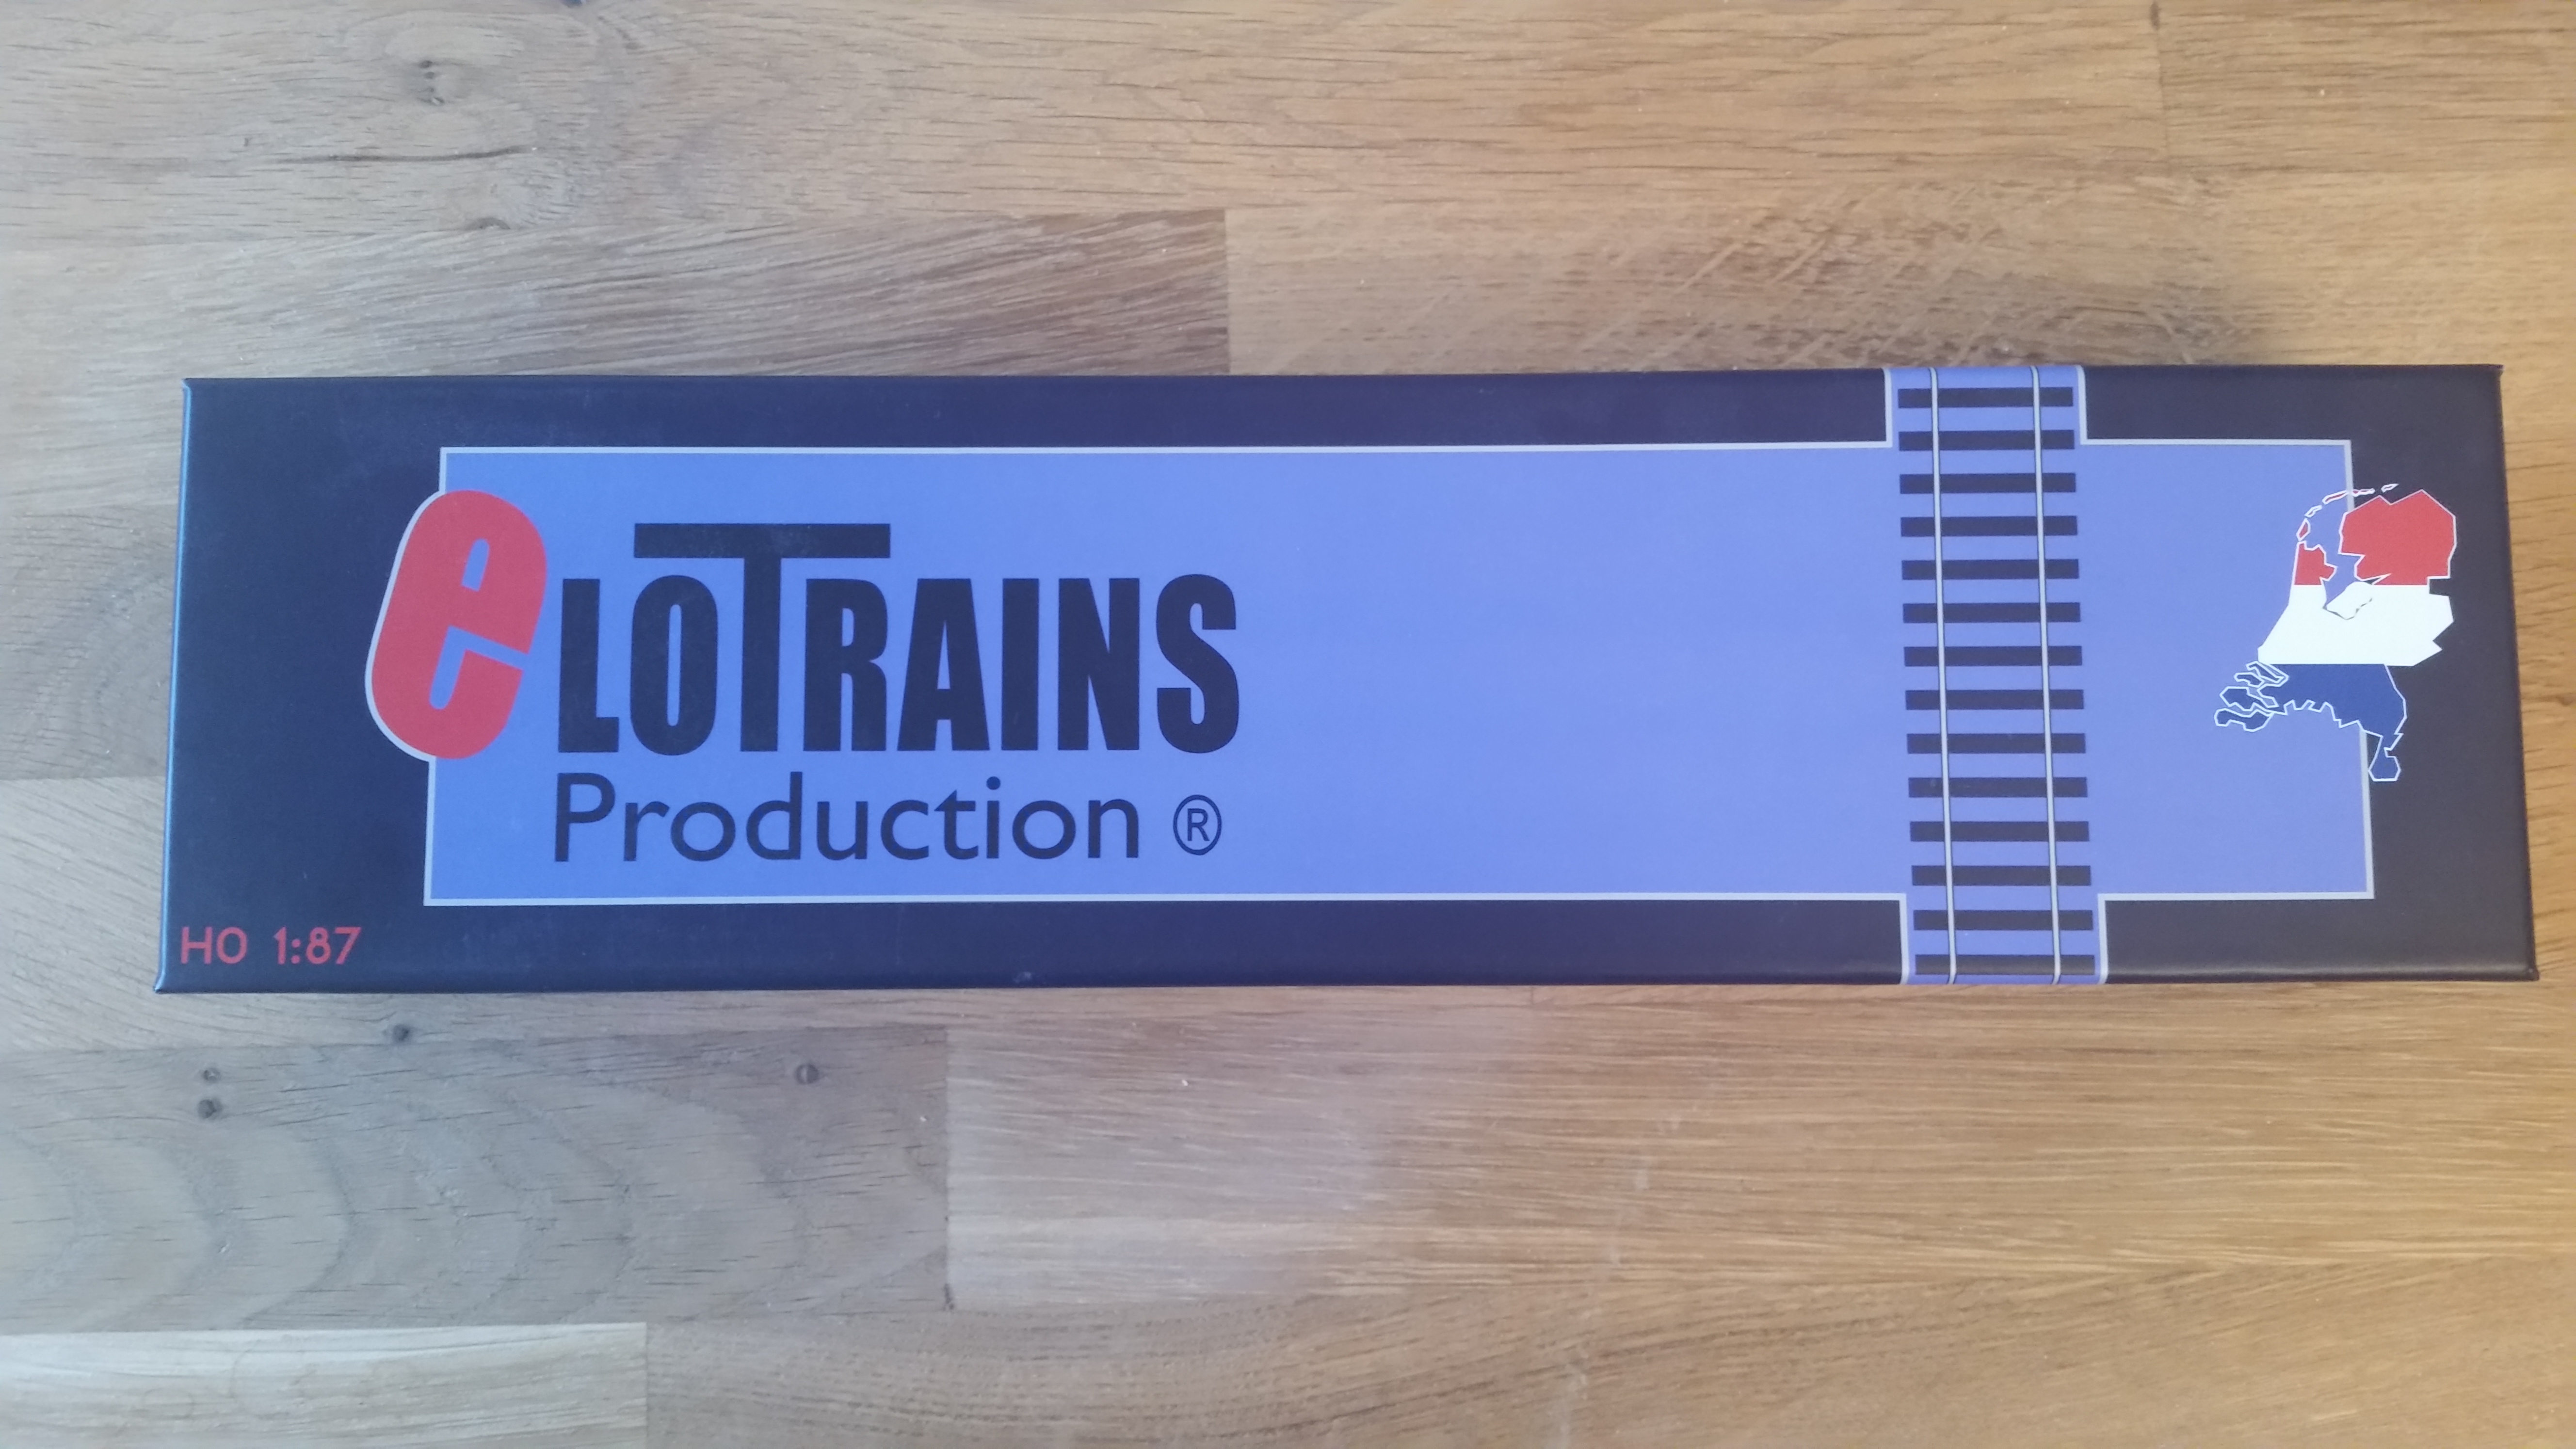 eLOTRAINS
Production ®
HO 1:87